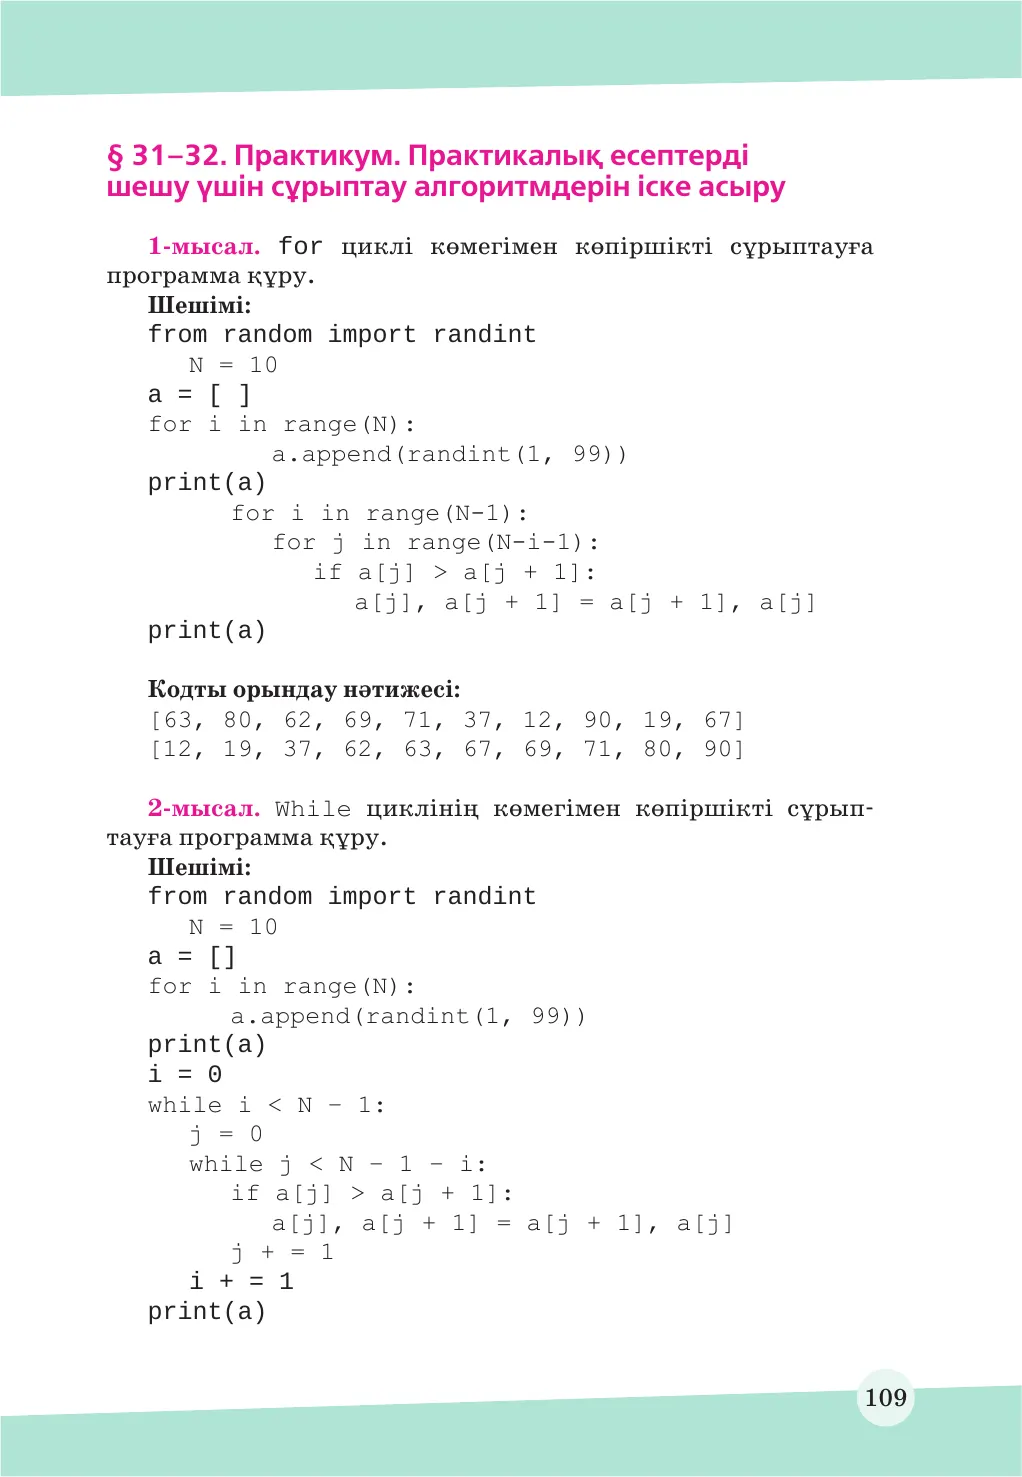 § 31–32. Практикум. Практикалық есептерді
шешу үшін сұрыптау алгоритмдерін іске асыру
1-мысал. for циклі көмегімен көпіршікті сұрыптауға
программа құру.
Шешімі:
from random import randint
N = 10
a = [ ]
for i in range(N):
a.append(randint(1, 99))
print(a)
for i in range(N-1):
for j in range(N-i-1):
if a[j] > a[j + 1]:
a[j], a[j + 1] = a[j + 1], a[j]
print(a)
Кодты орындау нәтижесі:
[63, 80, 62, 69, 71, 37, 12, 90, 19, 67]
[12, 19, 37, 62, 63, 67, 69, 71, 80, 90]
2-мысал. While циклінің көмегімен көпіршікті сұрып-
тауға программа құру.
Шешімі:
from random import randint
N = 10
a = []
for i in range(N):
a.append(randint(1, 99))
print(a)
i = 0
while i < N – 1:
j = 0
while j < N – 1 – i:
if a[j] > a[j + 1]:
a[j], a[j + 1] = a[j + 1], a[j]
j + = 1
i + = 1
print(a)
109